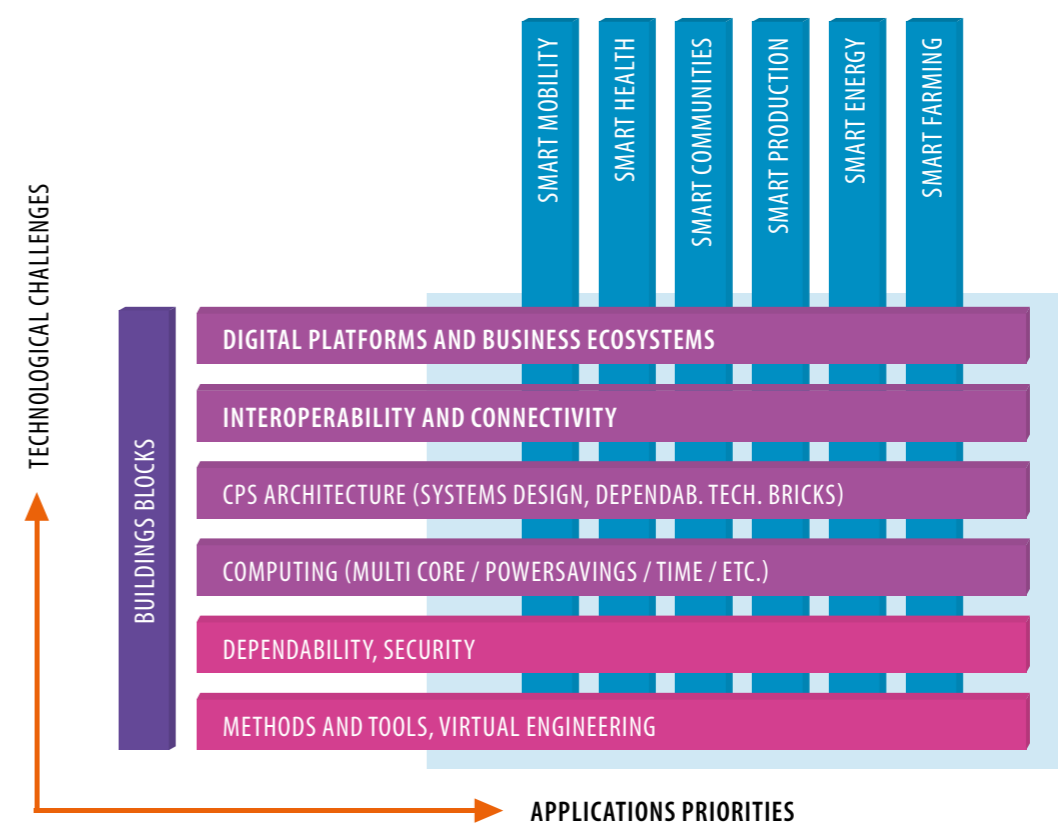 SMART MOBILITY
SMART HEALTH
SMART COMMUNITIES
SMART PRODUCTION
SMART ENERGY
SMART FARMING
TECHNOLOGICAL CHALLENGES
BUILDINGS BLOCKS
DIGITAL PLATFORMS AND BUSINESS ECOSYSTEMS
INTEROPERABILITY AND CONNECTIVITY
CPS ARCHITECTURE (SYSTEMS DESIGN, DEPENDAB. TECH. BRICKS)
COMPUTING (MULTI CORE / POWERSAVINGS / TIME / ETC.)
DEPENDABILITY, SECURITY
METHODS AND TOOLS, VIRTUAL ENGINEERING
APPLICATIONS PRIORITIES